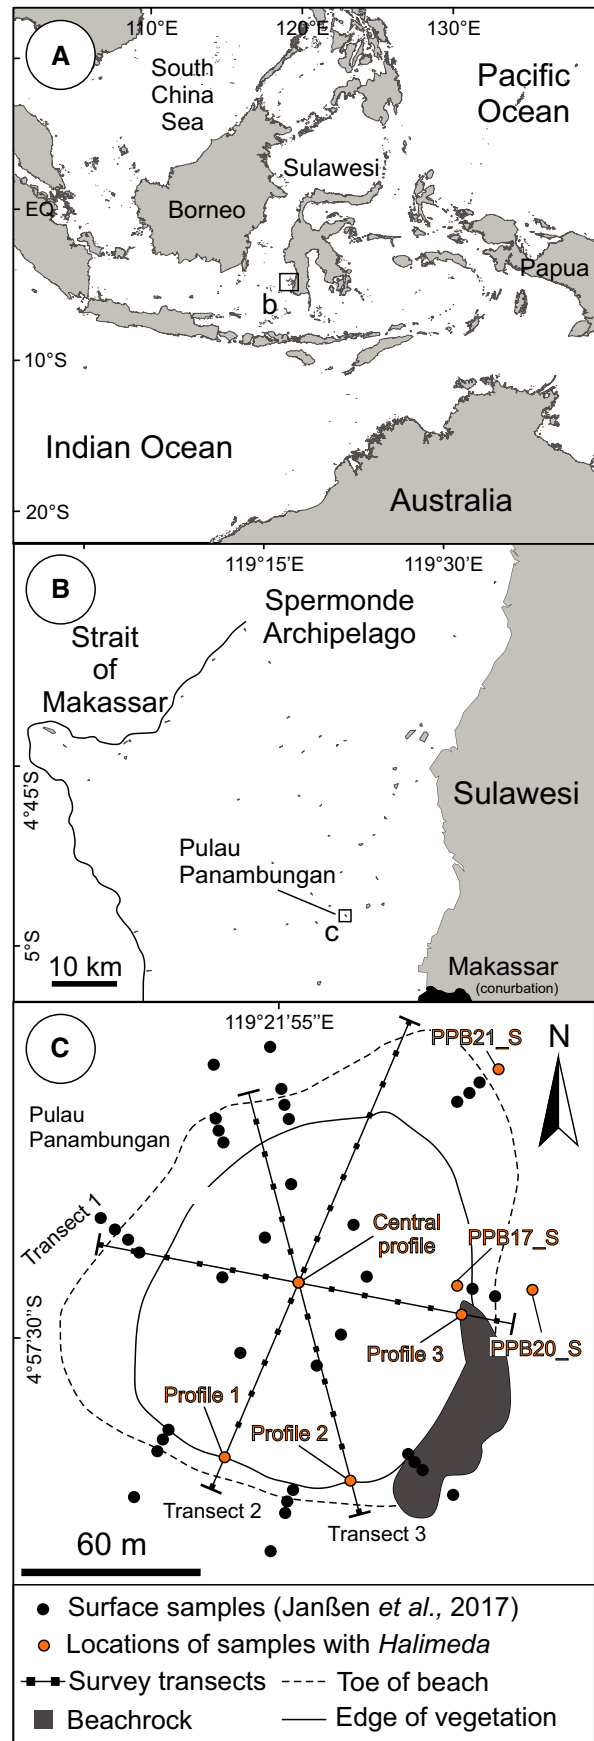 110°E
120°E
130°E
A
South
China
Sea
Pacific
Ocean
Sulawesi
EQ
Borneo
Papua
b
10°S
Indian Ocean
Australia
20°S
119°15'E
119°30'E
B
Spermonde
Archipelago
Strait
of
Makassar
4°45'S
Sulawesi
Pulau
Panambungan
c
5°S
10 km
Makassar
(conurbation)
C
119°21'55"E
PPB21_S
N
Pulau
Panambungan
Transect 1
Central
profile
PPB17_S
4°57'30"S
Profile 3
PPB20_S
Profile 1
Profile 2
Transect 2
Transect 3
60 m
Surface samples (Janßen et al., 2017)
Locations of samples with Halimeda
Survey transects
Toe of beach
Beachrock
Edge of vegetation